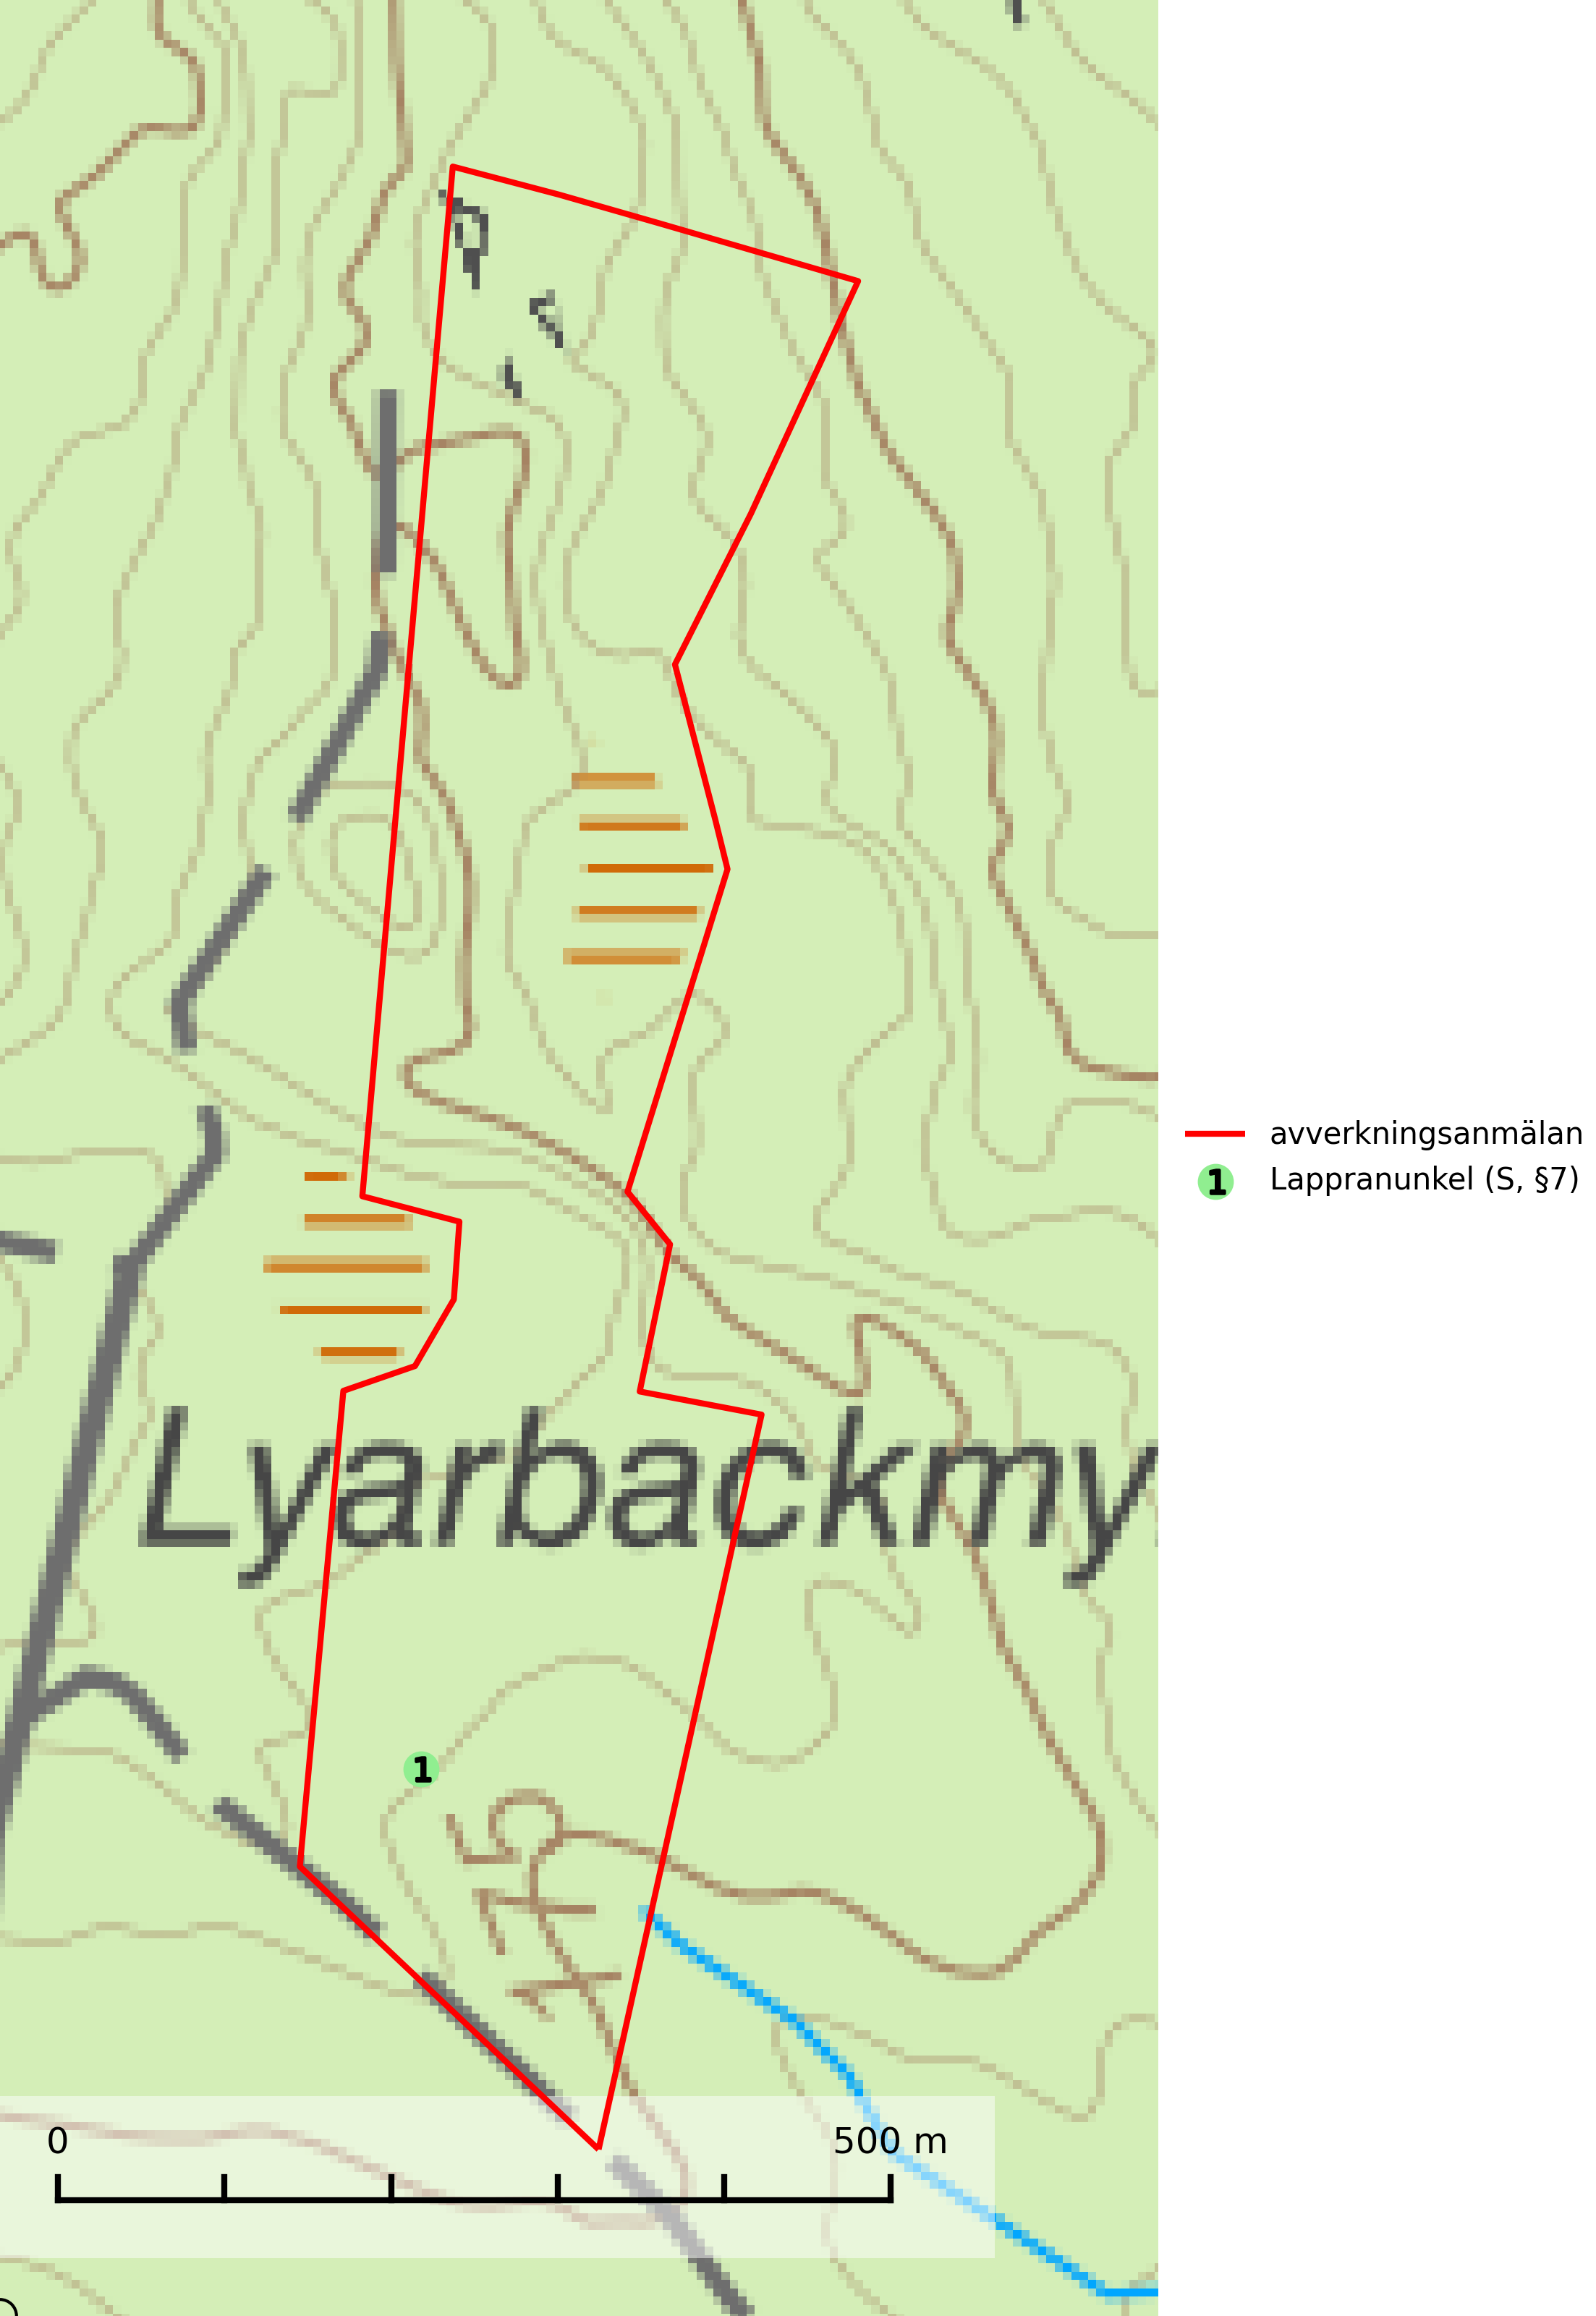 avverkningsanmälan
1 Lappranunkel (S, §7)
Lyarbackmy
1
0 500 m